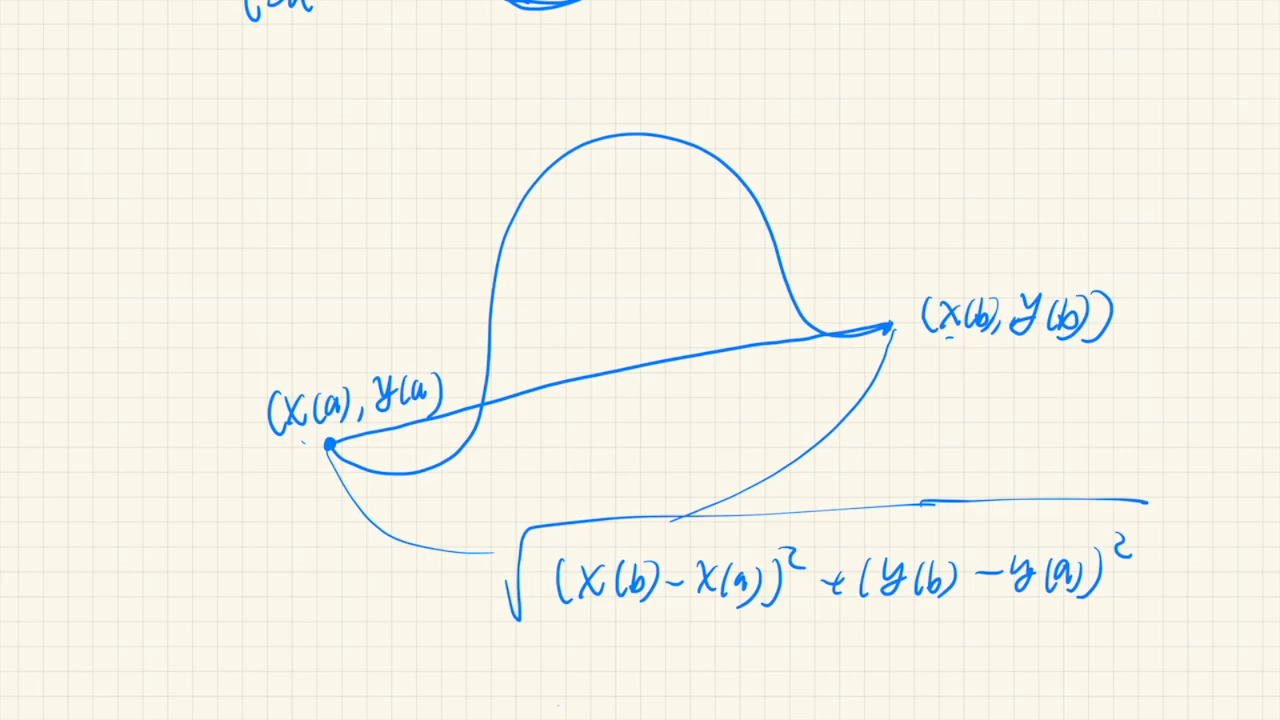 (x(b), y(b))
(x(a), y(a)
√(x(b) - x(a))² + (y(b) - y(a))²